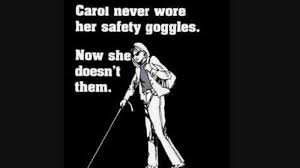 Carol never wore
her safety goggles.
Now she
doesn't
them.